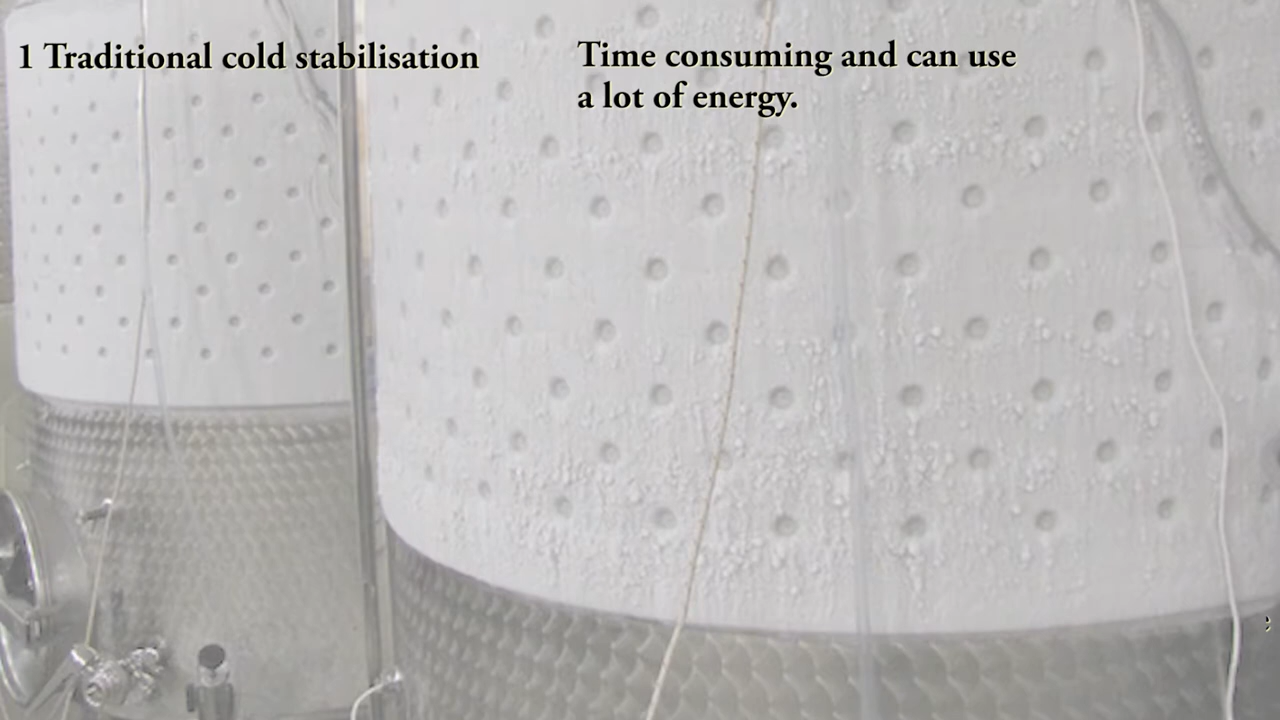 1 Traditional cold stabilisation
Time consuming and can use
a lot of energy.